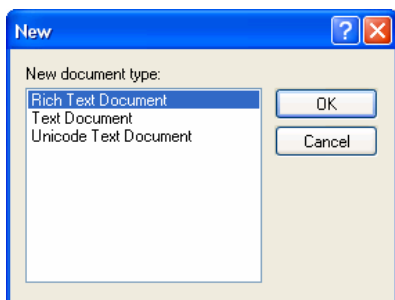 New
New document type:
Rich Text Document
Text Document
Unicode Text Document
OK
Cancel